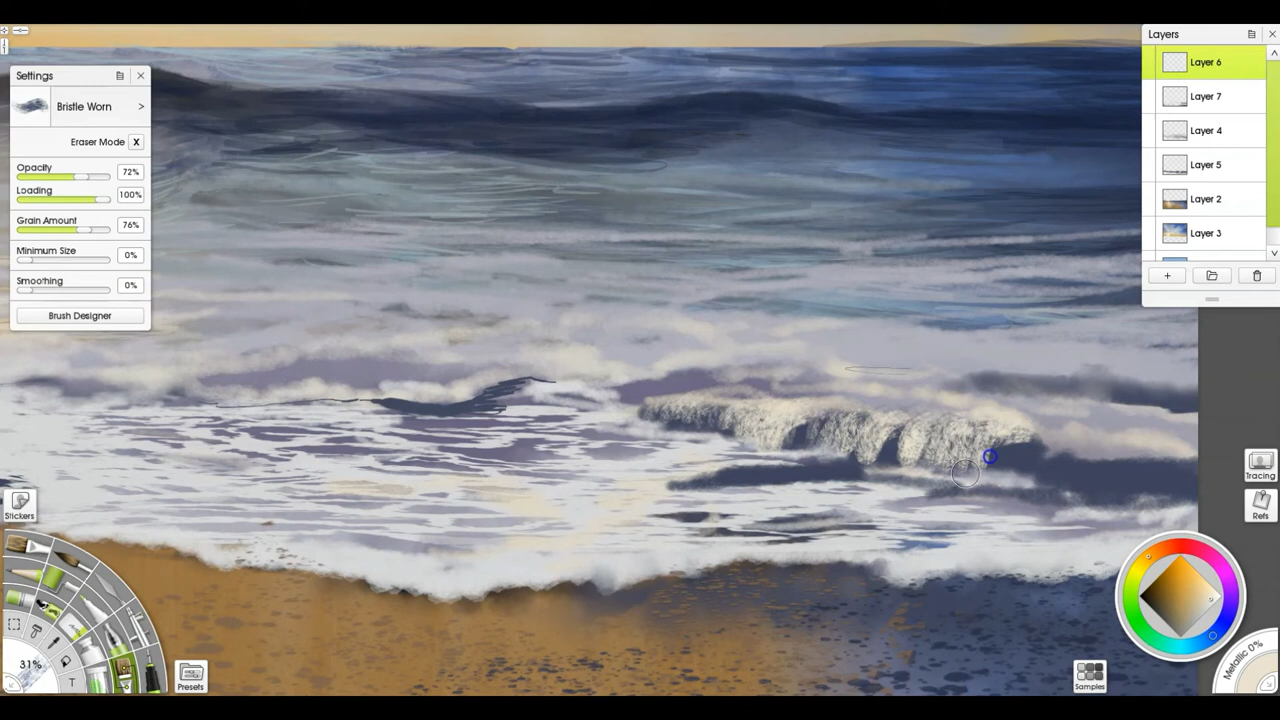 Settings
Bristle Worn >
Eraser Mode X
Opacity
72%
Loading
100%
Grain Amount
76%
Minimum Size
0%
Smoothing
0%
Brush Designer
Layers
Layer 6
Layer 7
Layer 4
Layer 5
Layer 2
Layer 3
Tracing
Refs
Stickers
31%
T
Presets
Samples
Metallic 0%